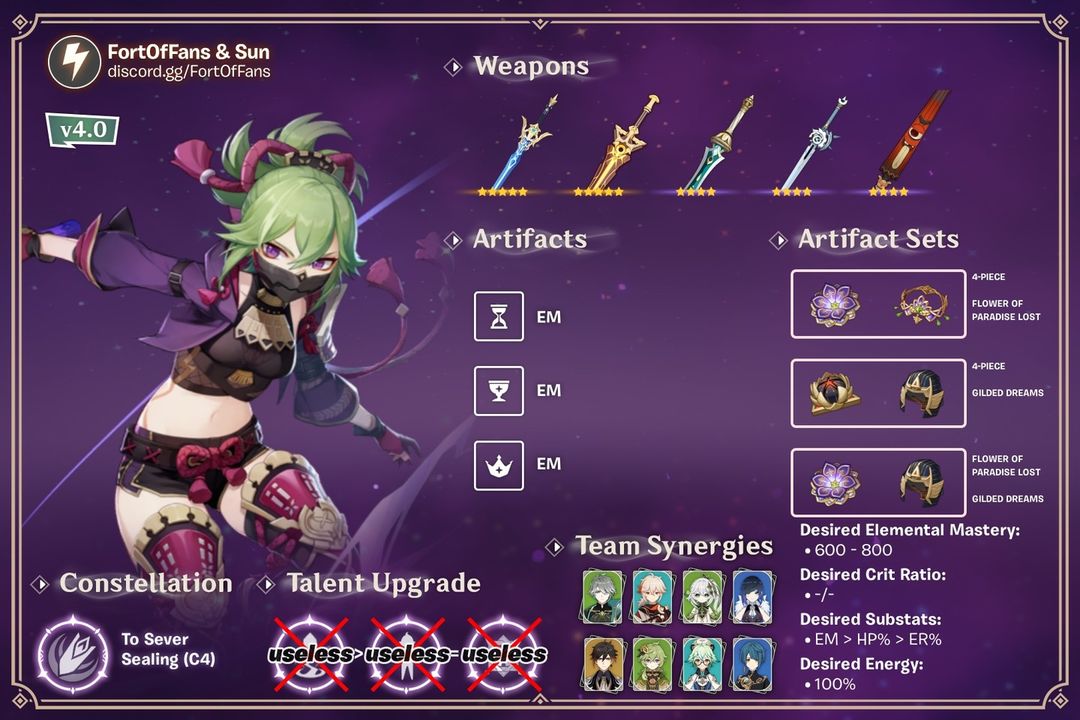 FortOfFans & Sun
discord.gg/FortOfFans
v4.0
Weapons
Artifacts
EM
EM
EM
Artifact Sets
4-PIECE
FLOWER OF
PARADISE LOST
4-PIECE
GILDED DREAMS
FLOWER OF
PARADISE LOST
GILDED DREAMS
Constellation
To Sever
Sealing (C4)
Talent Upgrade
useless>useless=useless
Team Synergies
Desired Elemental Mastery:
• 600 - 800
Desired Crit Ratio:
• -/-
Desired Substats:
• EM > HP% > ER%
Desired Energy:
• 100%